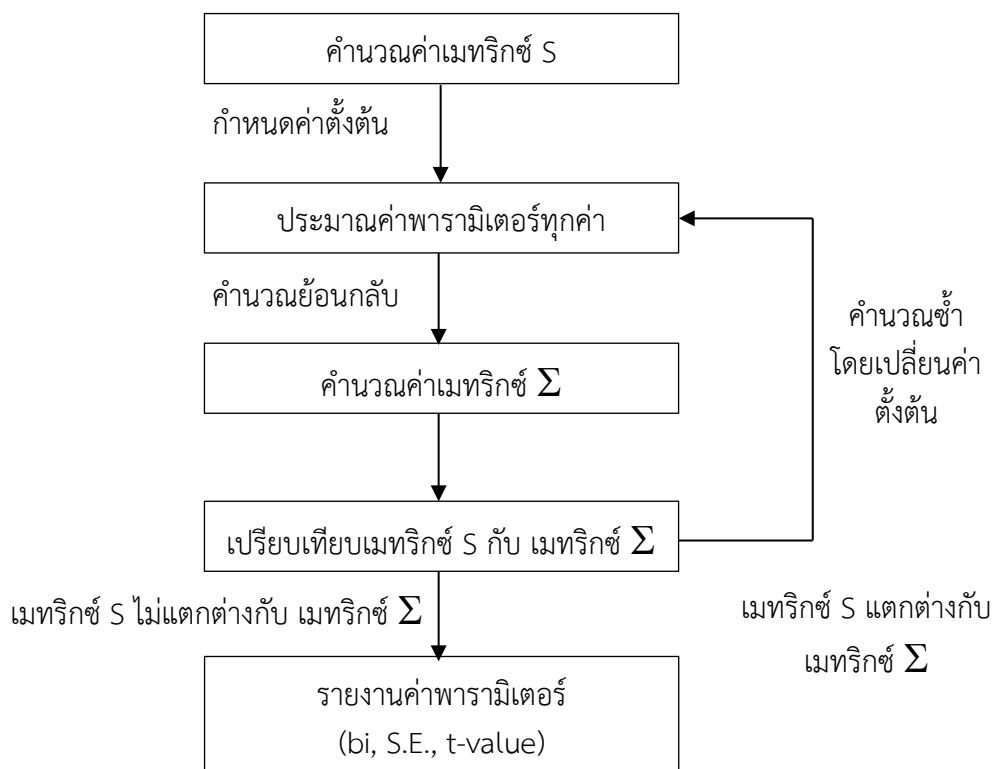 คำนวณค่าเมทริกซ์ S
กำหนดค่าตั้งต้น
ประมาณค่าพารามิเตอร์ทุกค่า
คำนวณย้อนกลับ
คำนวณซ้ำ
โดยเปลี่ยนค่า
ตั้งต้น
คำนวณค่าเมทริกซ์ Σ
เปรียบเทียบเมทริกซ์ S กับ เมทริกซ์ Σ
เมทริกซ์ S ไม่แตกต่างกับ เมทริกซ์ Σ
เมทริกซ์ S แตกต่างกับ
เมทริกซ์ Σ
รายงานค่าพารามิเตอร์
(bi, S.E., t-value)